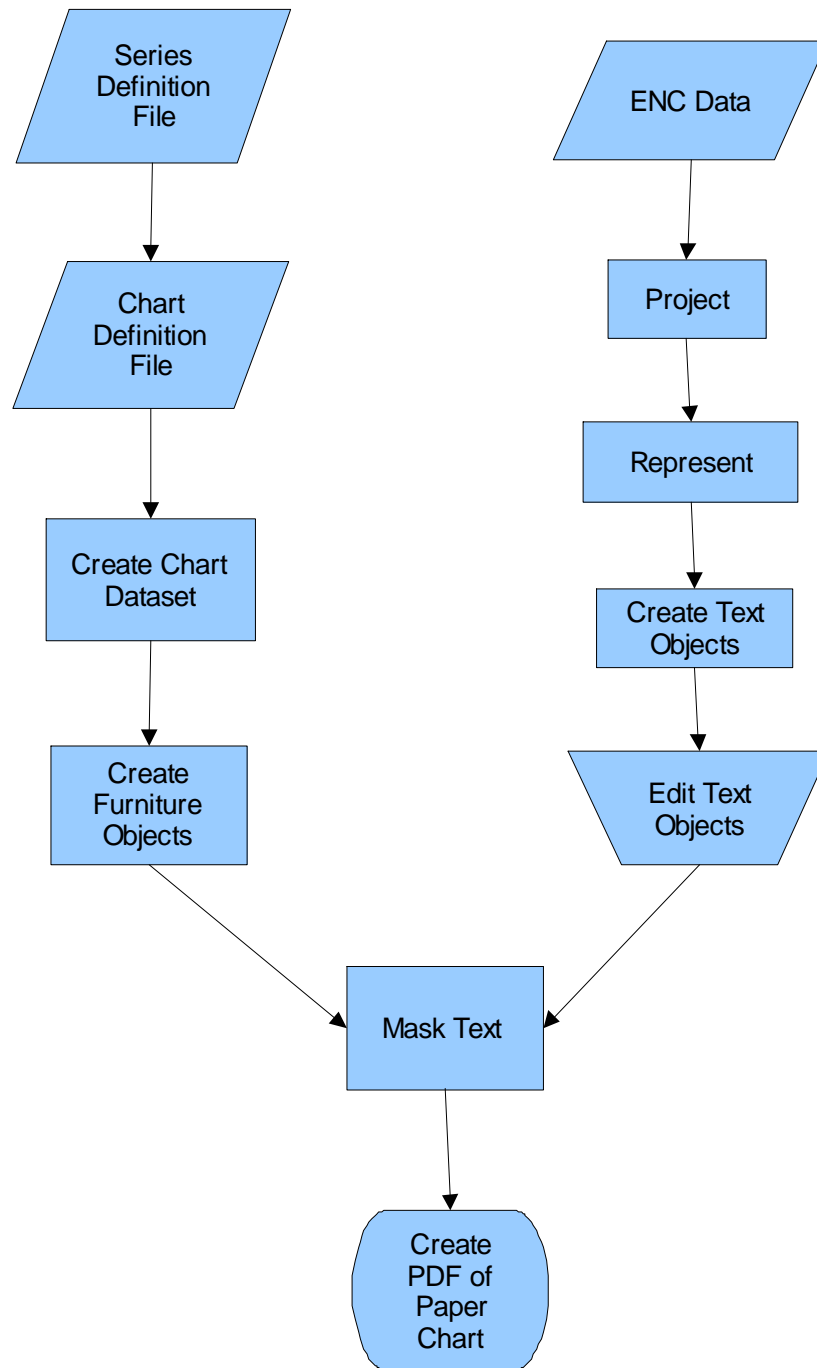 Series
Definition
File
ENC Data
Chart
Definition
File
Project
Represent
Create Chart
Dataset
Create Text
Objects
Create
Furniture
Objects
Edit Text
Objects
Mask Text
Create
PDF of
Paper
Chart